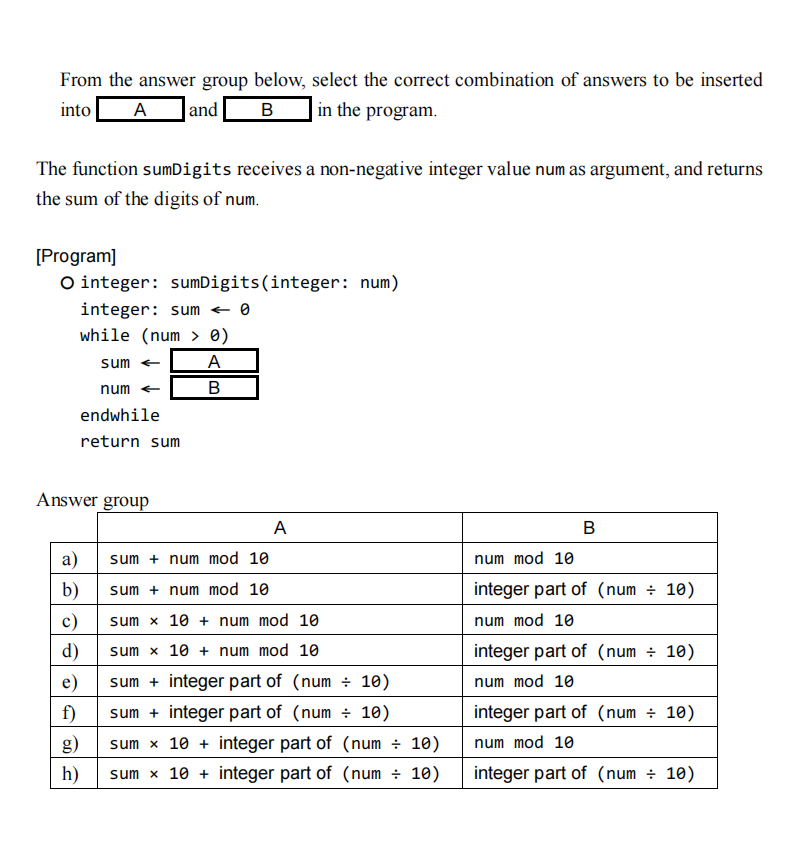 From the answer group below, select the correct combination of answers to be inserted
into A and B in the program.
The function sumDigits receives a non-negative integer value num as argument, and returns
the sum of the digits of num.
[Program]
○ integer: sumDigits(integer: num)
integer: sum ← 0
while (num > 0)
sum ← A
num ← B
endwhile
return sum
Answer group
A B
a) sum + num mod 10 num mod 10
b) sum + num mod 10 integer part of (num ÷ 10)
c) sum × 10 + num mod 10 num mod 10
d) sum × 10 + num mod 10 integer part of (num ÷ 10)
e) sum + integer part of (num ÷ 10) num mod 10
f) sum + integer part of (num ÷ 10) integer part of (num ÷ 10)
g) sum × 10 + integer part of (num ÷ 10) num mod 10
h) sum × 10 + integer part of (num ÷ 10) integer part of (num ÷ 10)